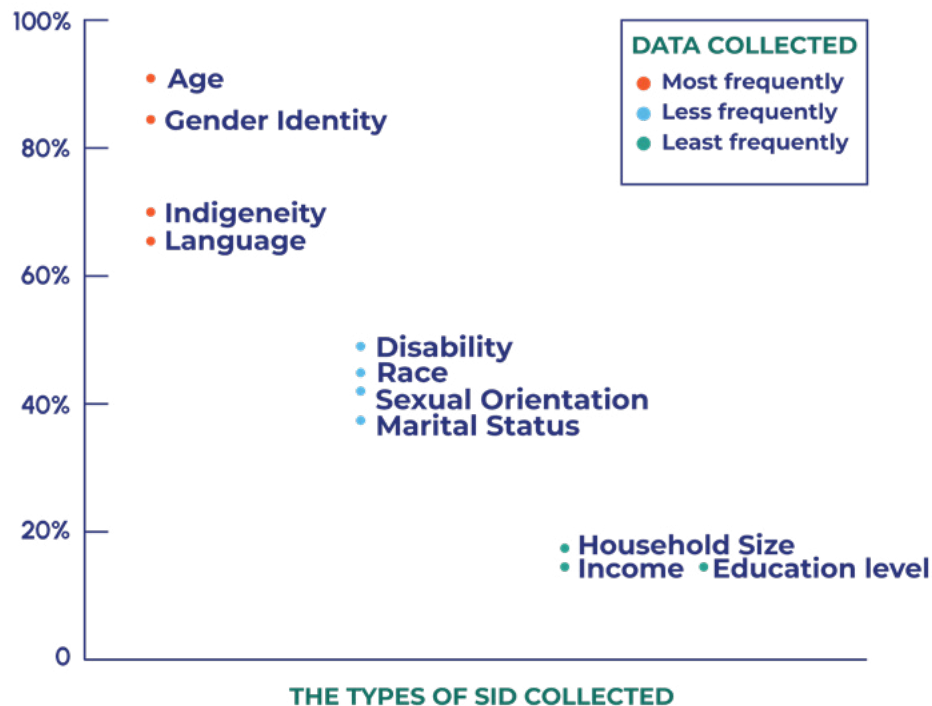 100%
80%
60%
40%
20%
0
Age
Gender Identity
Indigeneity
Language
Disability
Race
Sexual Orientation
Marital Status
Household Size
Income
Education level
DATA COLLECTED
Most frequently
Less frequently
Least frequently
THE TYPES OF SID COLLECTED